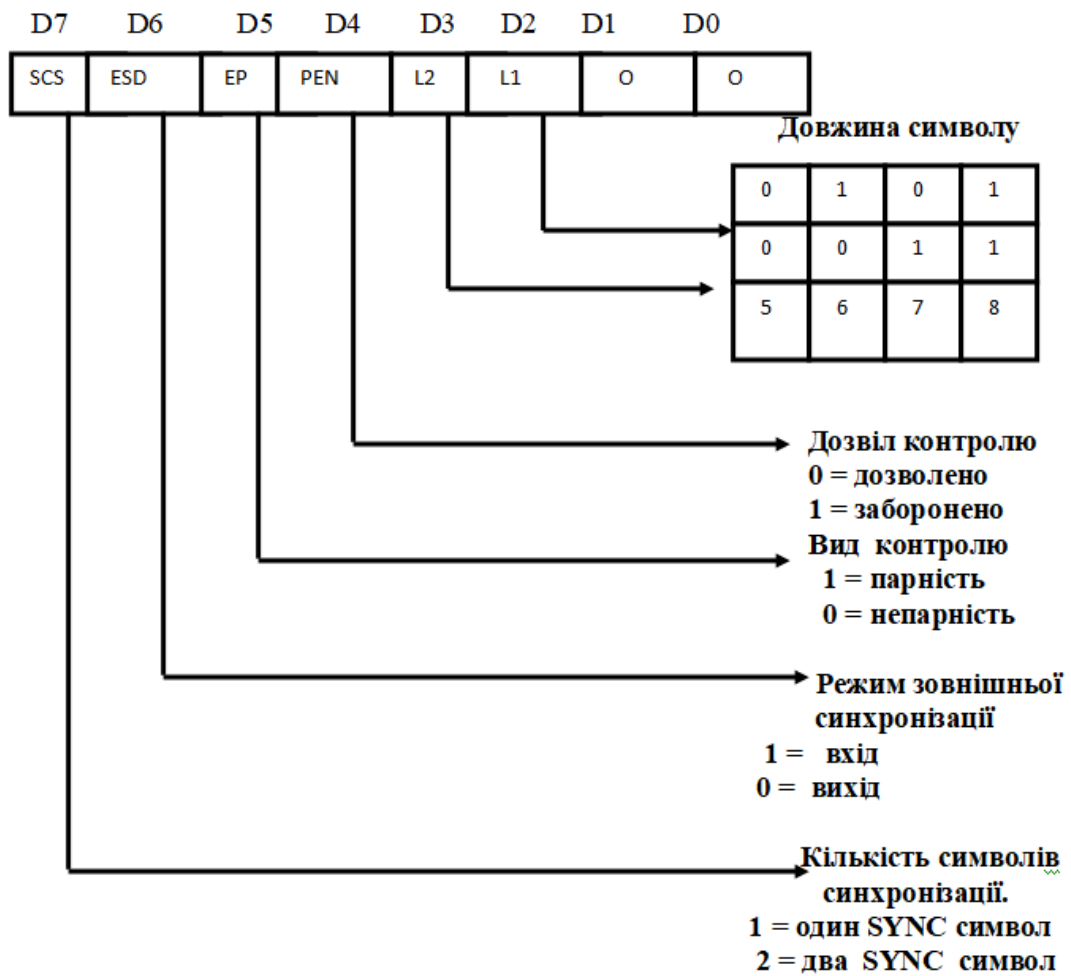 D7 D6 D5 D4 D3 D2 D1 D0
SCS ESD EP PEN L2 L1 O O
Довжина символу
0 1 0 1
0 0 1 1
5 6 7 8
Дозвіл контролю
0 = дозволено
1 = заборонено
Вид контролю
1 = парність
0 = непарність
Режим зовнішньої
синхронізації
1 = вхід
0 = вихід
Кількість символів
синхронізації.
1 = один SYNC символ
2 = два SYNC символ